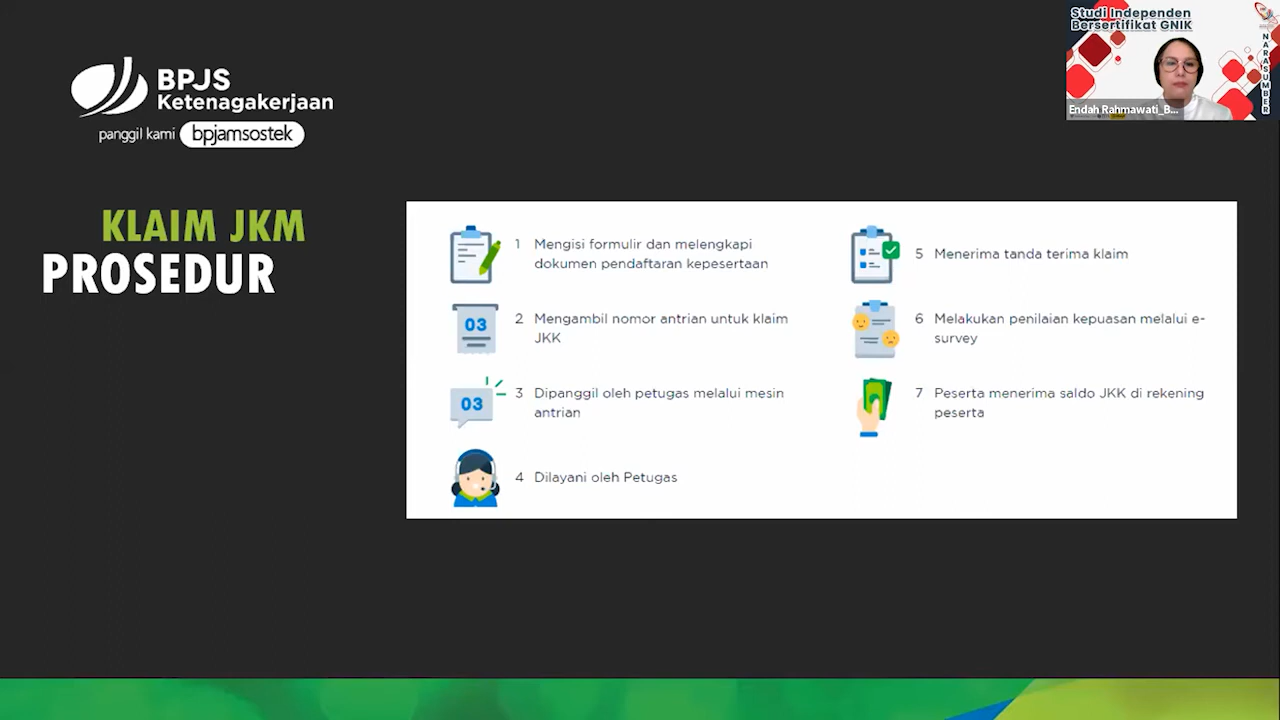 BPJS
Ketenagakerjaan
panggil kami bpjamsostek
Studi Independen
Bersertifikat GNIK
NARASUMBER
Endah Rahmawati_B...
KLAIM JKM
PROSEDUR
1 Mengisi formulir dan melengkapi
dokumen pendaftaran kepesertaan
03
2 Mengambil nomor antrian untuk klaim
JKK
03
3 Dipanggil oleh petugas melalui mesin
antrian
4 Dilayani oleh Petugas
5 Menerima tanda terima klaim
6 Melakukan penilaian kepuasan melalui e-
survey
7 Peserta menerima saldo JKK di rekening
peserta